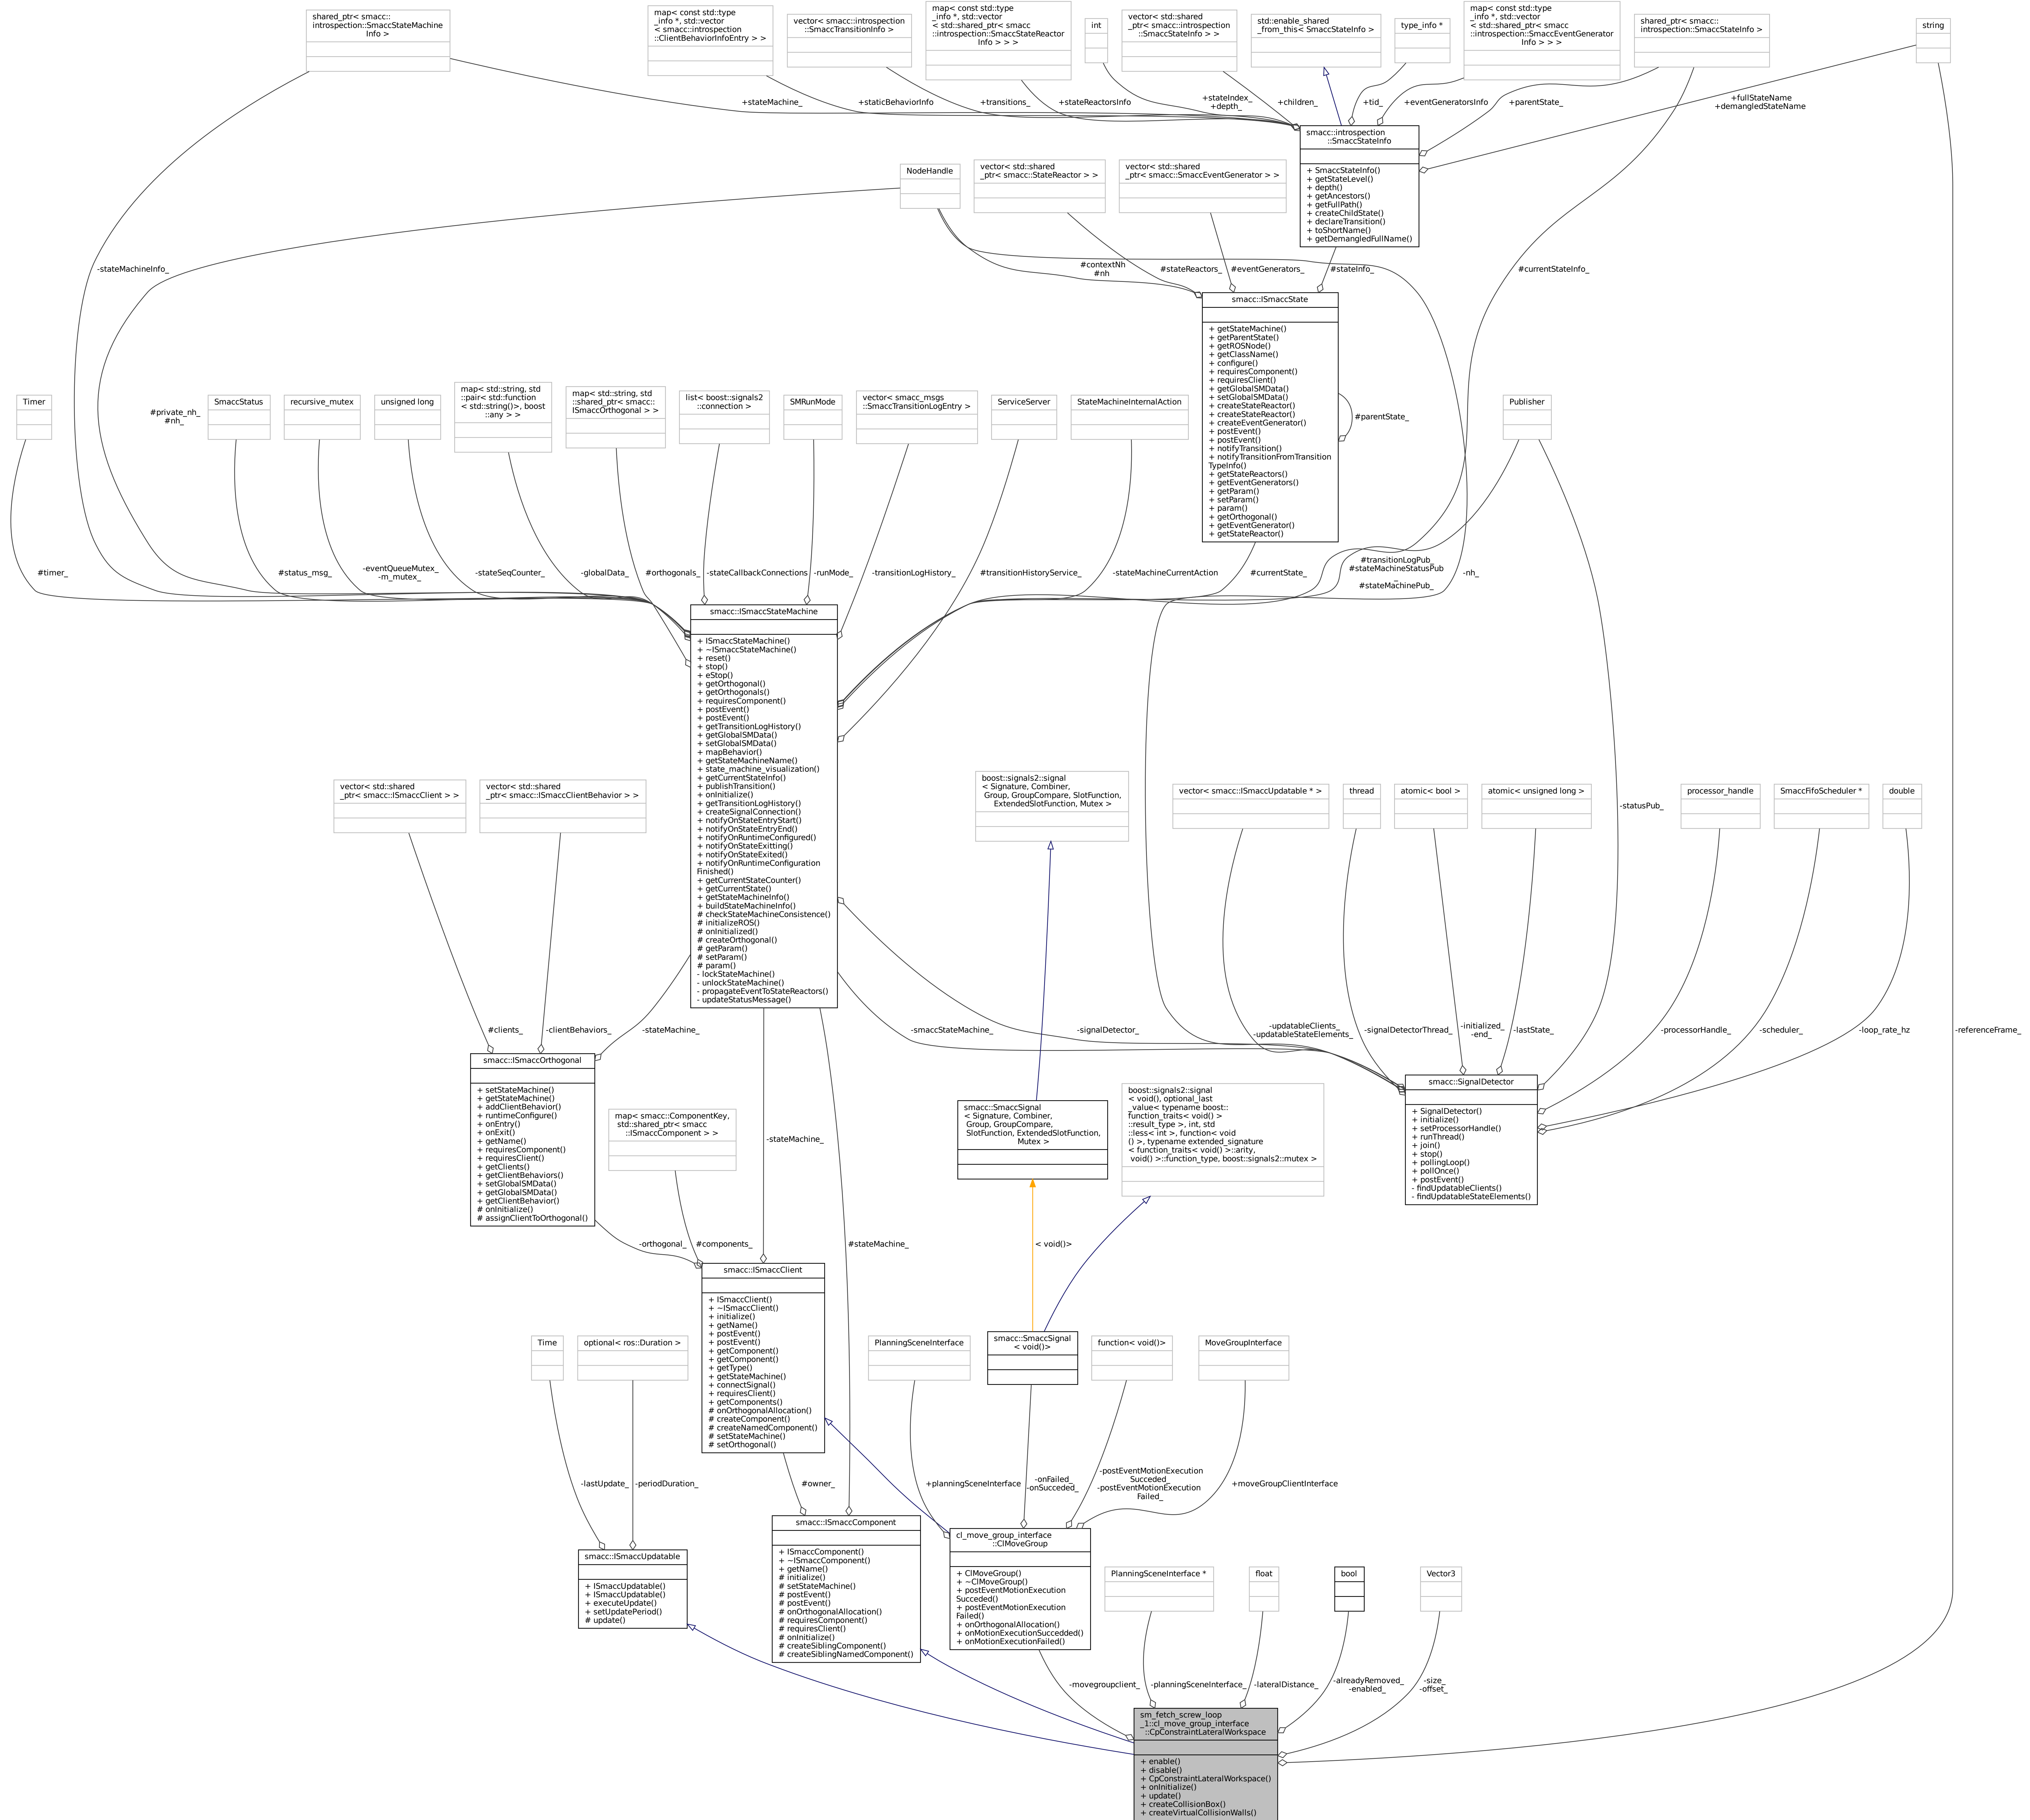 shared_ptr< smacc::
introspection::SmaccStateMachine
Info >
map< const std::type
_info *, std::vector
< smacc::introspection
::ClientBehaviorInfoEntry > >
vector< smacc::introspection
::SmaccTransitionInfo >
map< const std::type
_info *, std::vector
< std::shared_ptr< smacc
::introspection::SmaccStateReactor
Info > > >
int
vector< std::shared
_ptr< smacc::introspection
::SmaccStateInfo > >
std::enable_shared
_from_this< SmaccStateInfo >
type_info *
map< const std::type
_info *, std::vector
< std::shared_ptr< smacc
::introspection::SmaccEventGenerator
Info > > >
shared_ptr< smacc::
introspection::SmaccStateInfo >
string
+stateMachine_
+staticBehaviorInfo
+transitions_
+stateReactorsInfo
+stateIndex_
+depth_
+children_
+tid_
+eventGeneratorsInfo
+parentState_
+fullStateName
+demangledStateName
smacc::introspection
::SmaccStateInfo
+ SmaccStateInfo()
+ getStateLevel()
+ depth()
+ getAncestors()
+ getFullPath()
+ createChildState()
+ declareTransition()
+ toShortName()
+ getDemangledFullName()
NodeHandle
vector< std::shared
_ptr< smacc::StateReactor > >
vector< std::shared
_ptr< smacc::SmaccEventGenerator > >
-stateMachineInfo_
#contextNh
#nh
#stateReactors_
#eventGenerators_
#stateInfo_
#currentStateInfo_
smacc::ISmaccState
+ getStateMachine()
+ getParentState()
+ getROSNode()
+ getClassName()
+ configure()
+ requiresComponent()
+ requiresClient()
+ getGlobalSMData()
+ setGlobalSMData()
+ createStateReactor()
+ createStateReactor()
+ createEventGenerator()
+ postEvent()
+ postEvent()
+ notifyTransition()
+ notifyTransitionFromTransition
TypeInfo()
+ getStateReactors()
+ getEventGenerators()
+ getParam()
+ setParam()
+ param()
+ getOrthogonal()
+ getEventGenerator()
+ getStateReactor()
#parentState_
Timer
#private_nh_
#nh_
SmaccStatus
recursive_mutex
unsigned long
map< std::string, std
::pair< std::function
< std::string()>, boost
::any > >
map< std::string, std
::shared_ptr< smacc::
ISmaccOrthogonal > >
list< boost::signals2
::connection >
SMRunMode
vector< smacc_msgs
::SmaccTransitionLogEntry >
ServiceServer
StateMachineInternalAction
Publisher
#timer_
#status_msg_
-eventQueueMutex_
-m_mutex_
-stateSeqCounter_
-globalData_
#orthogonals_
-stateCallbackConnections
-runMode_
-transitionLogHistory_
#transitionHistoryService_
-stateMachineCurrentAction
#currentState_
#transitionLogPub_
#stateMachineStatusPub
_
#stateMachinePub_
-nh_
smacc::ISmaccStateMachine
+ ISmaccStateMachine()
+ ~ISmaccStateMachine()
+ reset()
+ stop()
+ eStop()
+ getOrthogonal()
+ getOrthogonals()
+ requiresComponent()
+ postEvent()
+ postEvent()
+ getTransitionLogHistory()
+ getGlobalSMData()
+ setGlobalSMData()
+ mapBehavior()
+ getStateMachineName()
+ state_machine_visualization()
+ getCurrentStateInfo()
+ publishTransition()
+ onInitialize()
+ getTransitionLogHistory()
+ createSignalConnection()
+ notifyOnStateEntryStart()
+ notifyOnStateEntryEnd()
+ notifyOnRuntimeConfigured()
+ notifyOnStateExitting()
+ notifyOnStateExited()
+ notifyOnRuntimeConfiguration
Finished()
+ getCurrentStateCounter()
+ getCurrentState()
+ getStateMachineInfo()
+ buildStateMachineInfo()
# checkStateMachineConsistence()
# initializeROS()
# onInitialized()
# createOrthogonal()
# getParam()
# setParam()
# param()
- lockStateMachine()
- unlockStateMachine()
- propagateEventToStateReactors()
- updateStatusMessage()
vector< std::shared
_ptr< smacc::ISmaccClient > >
vector< std::shared
_ptr< smacc::ISmaccClientBehavior > >
boost::signals2::signal
< Signature, Combiner,
Group, GroupCompare, SlotFunction,
ExtendedSlotFunction, Mutex >
vector< smacc::ISmaccUpdatable * >
thread
atomic< bool >
atomic< unsigned long >
processor_handle
SmaccFifoScheduler *
double
-statusPub_
#clients_
-clientBehaviors_
-stateMachine_
-smaccStateMachine_
-signalDetector_
-updatableClients_
-updatableStateElements_
-signalDetectorThread_
-initialized_
-end_
-lastState_
-processorHandle_
-scheduler_
-loop_rate_hz
-referenceFrame_
smacc::ISmaccOrthogonal
+ setStateMachine()
+ getStateMachine()
+ addClientBehavior()
+ runtimeConfigure()
+ onEntry()
+ onExit()
+ getName()
+ requiresComponent()
+ requiresClient()
+ getClients()
+ getClientBehaviors()
+ setGlobalSMData()
+ getGlobalSMData()
+ getClientBehavior()
# onInitialize()
# assignClientToOrthogonal()
map< smacc::ComponentKey,
std::shared_ptr< smacc
::ISmaccComponent > >
-stateMachine_
smacc::SmaccSignal
< Signature, Combiner,
Group, GroupCompare,
SlotFunction, ExtendedSlotFunction,
Mutex >
boost::signals2::signal
< void(), optional_last
_value< typename boost::
function_traits< void() >
::result_type >, int, std
::less< int >, function< void
() >, typename extended_signature
< function_traits< void() >::arity,
void() >::function_type, boost::signals2::mutex >
smacc::SignalDetector
+ SignalDetector()
+ initialize()
+ setProcessorHandle()
+ runThread()
+ join()
+ stop()
+ pollingLoop()
+ pollOnce()
+ postEvent()
- findUpdatableClients()
- findUpdatableStateElements()
-orthogonal_
#components_
#stateMachine_
< void()>
smacc::ISmaccClient
+ ISmaccClient()
+ ~ISmaccClient()
+ initialize()
+ getName()
+ postEvent()
+ postEvent()
+ getComponent()
+ getComponent()
+ getType()
+ getStateMachine()
+ connectSignal()
+ requiresClient()
+ getComponents()
# onOrthogonalAllocation()
# createComponent()
# createNamedComponent()
# setStateMachine()
# setOrthogonal()
Time
optional< ros::Duration >
PlanningSceneInterface
smacc::SmaccSignal
< void()>
function< void()>
MoveGroupInterface
-lastUpdate_
-periodDuration_
#owner_
+planningSceneInterface
-onFailed_
-onSucceded_
-postEventMotionExecution
Succeded_
-postEventMotionExecution
Failed_
+moveGroupClientInterface
smacc::ISmaccUpdatable
+ ISmaccUpdatable()
+ ISmaccUpdatable()
+ executeUpdate()
+ setUpdatePeriod()
# update()
smacc::ISmaccComponent
+ ISmaccComponent()
+ ~ISmaccComponent()
+ getName()
# initialize()
# setStateMachine()
# postEvent()
# postEvent()
# onOrthogonalAllocation()
# requiresComponent()
# requiresClient()
# onInitialize()
# createSiblingComponent()
# createSiblingNamedComponent()
cl_move_group_interface
::ClMoveGroup
+ ClMoveGroup()
+ ~ClMoveGroup()
+ postEventMotionExecution
Succeded()
+ postEventMotionExecution
Failed()
+ onOrthogonalAllocation()
+ onMotionExecutionSuccedded()
+ onMotionExecutionFailed()
PlanningSceneInterface *
float
bool
Vector3
-movegroupclient_
-planningSceneInterface_
-lateralDistance_
-alreadyRemoved_
-enabled_
-size_
-offset_
sm_fetch_screw_loop
_1::cl_move_group_interface
::CpConstraintLateralWorkspace
+ enable()
+ disable()
+ CpConstraintLateralWorkspace()
+ onInitialize()
+ update()
+ createCollisionBox()
+ createVirtualCollisionWalls()